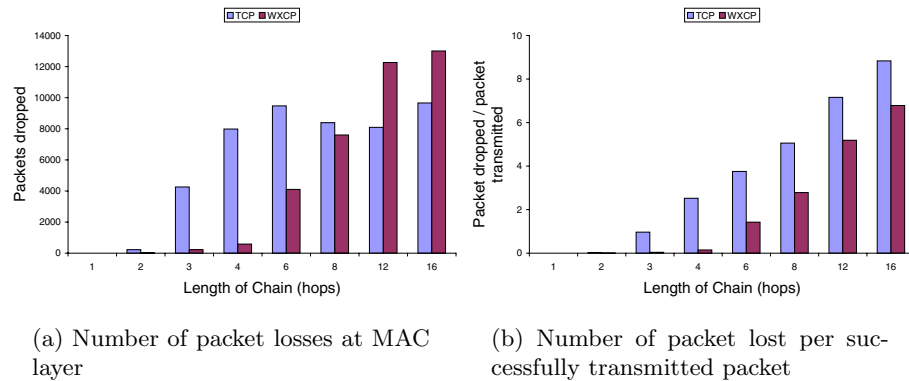 TCP WXCP
14000
12000
10000
8000
6000
4000
2000
0
Packets dropped
1 2 3 4 6 8 12 16
Length of Chain (hops)
(a) Number of packet losses at MAC
layer
TCP WXCP
10
8
6
4
2
0
Packet dropped / packet
transmitted
1 2 3 4 6 8 12 16
Length of Chain (hops)
(b) Number of packet lost per suc-
cessfully transmitted packet